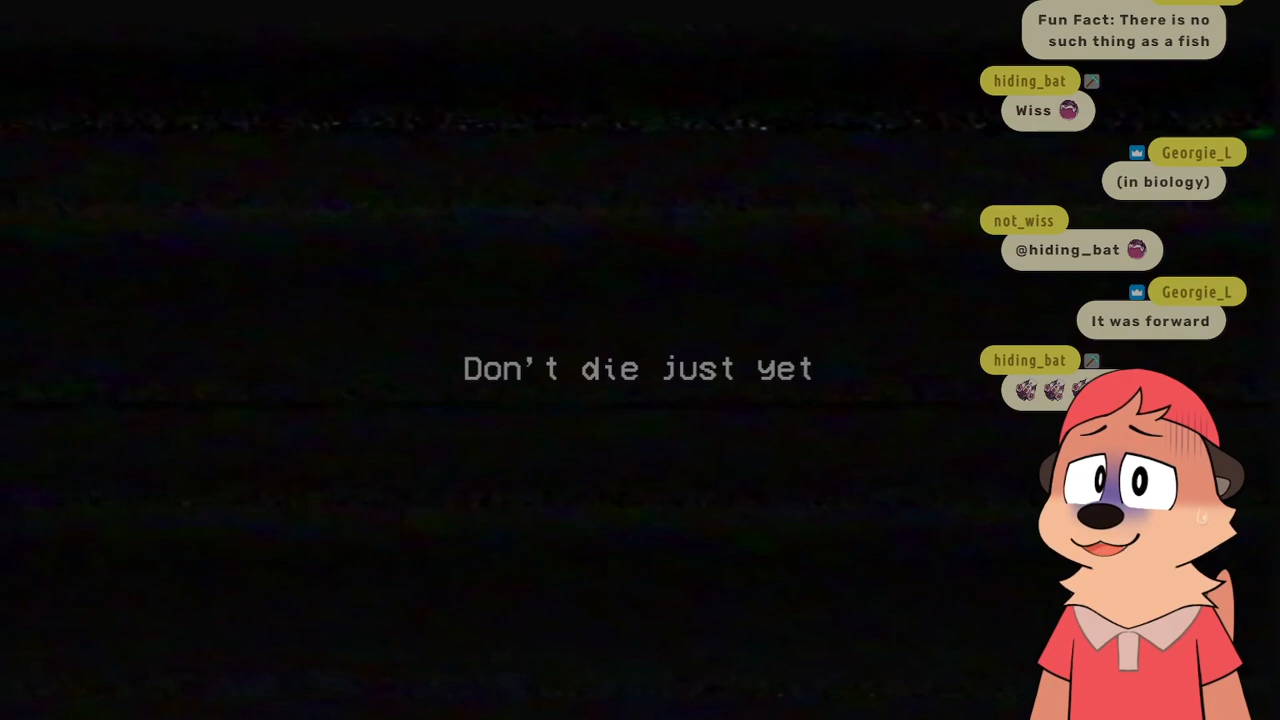 Fun Fact: There is no
such thing as a fish
hiding_bat
Wiss
Georgie_L
(in biology)
not_wiss
@hiding_bat
Georgie_L
It was forward
Don't die just yet
hiding_bat